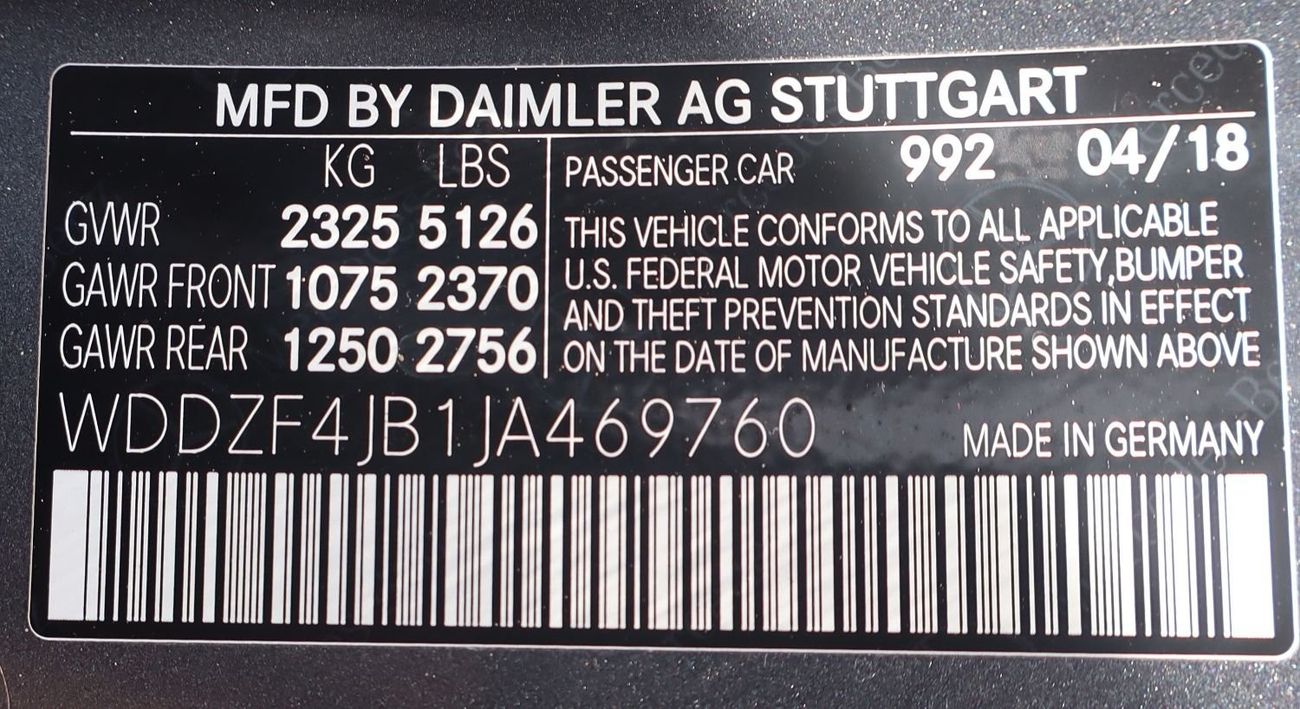 MFD BY DAIMLER AG STUTTGART
KG LBS
GVWR 2325 5126
GAWR FRONT 1075 2370
GAWR REAR 1250 2756
PASSENGER CAR 992 04/18
THIS VEHICLE CONFORMS TO ALL APPLICABLE
U.S. FEDERAL MOTOR VEHICLE SAFETY,BUMPER
AND THEFT PREVENTION STANDARDS IN EFFECT
ON THE DATE OF MANUFACTURE SHOWN ABOVE
WDDZF4JB1JA469760
MADE IN GERMANY